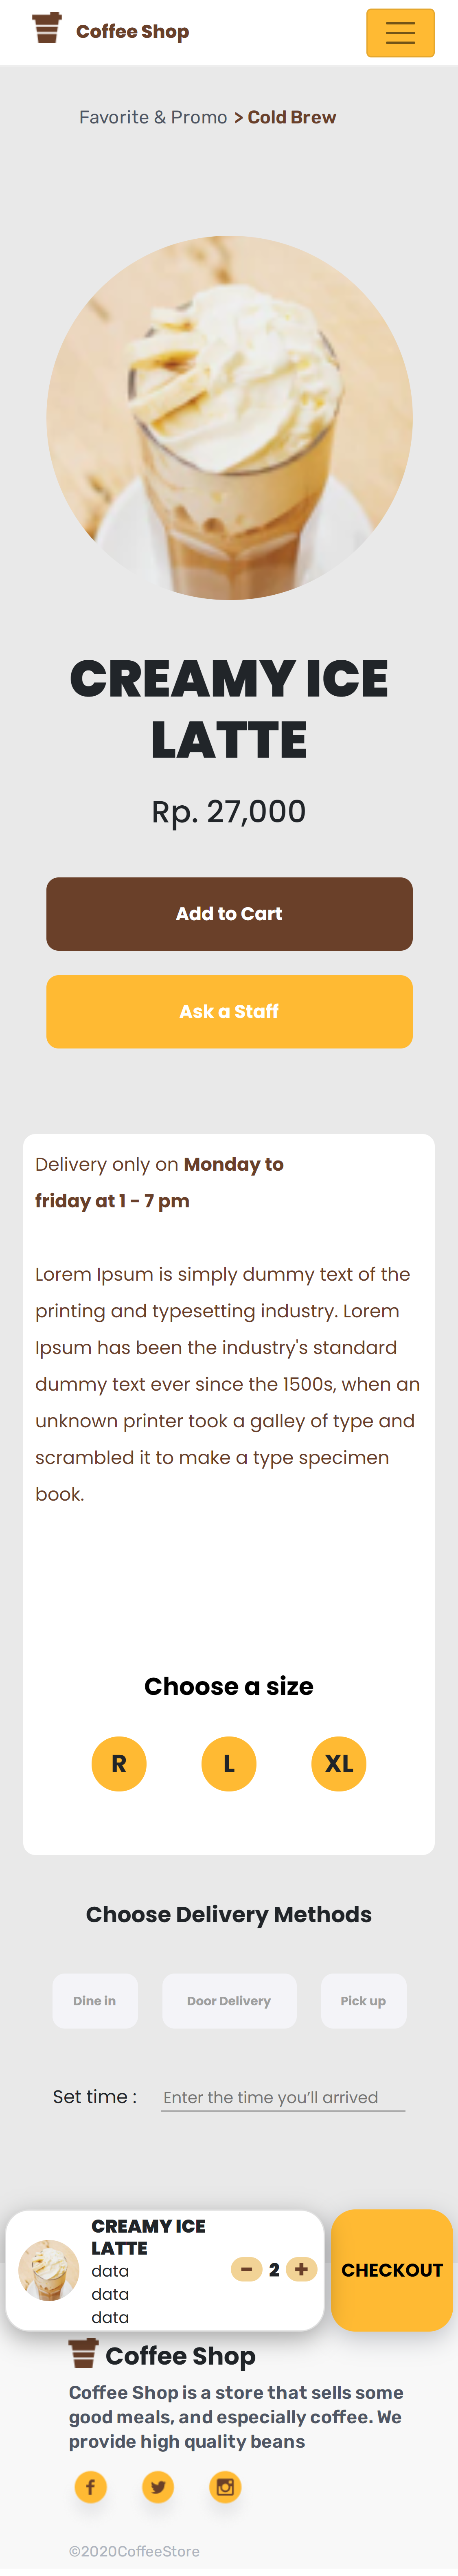 Coffee Shop
Favorite & Promo > Cold Brew
CREAMY ICE
LATTE
Rp. 27,000
Add to Cart
Ask a Staff
Delivery only on Monday to
friday at 1 - 7 pm
Lorem Ipsum is simply dummy text of the
printing and typesetting industry. Lorem
Ipsum has been the industry's standard
dummy text ever since the 1500s, when an
unknown printer took a galley of type and
scrambled it to make a type specimen
book.
Choose a size
R L XL
Choose Delivery Methods
Dine in Door Delivery Pick up
Set time : Enter the time you’ll arrived
CREAMY ICE
LATTE
data
data
data
- 2 +
CHECKOUT
Coffee Shop
Coffee Shop is a store that sells some
good meals, and especially coffee. We
provide high quality beans
©2020CoffeeStore